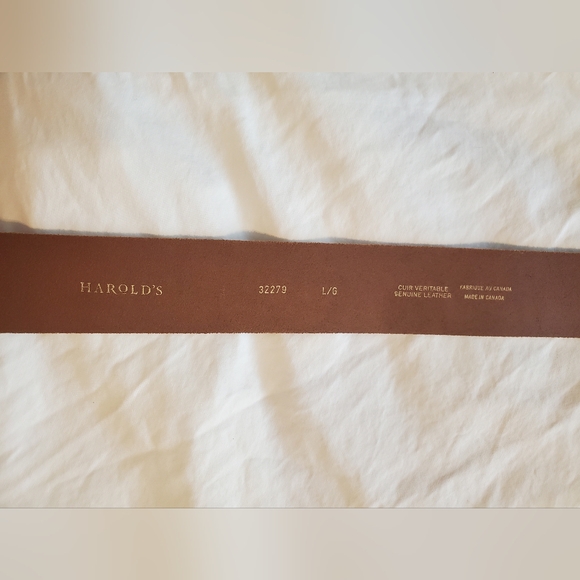 HAROLD'S
32279
L/G
CUIR VERITABLE
GENUINE LEATHER
FABRIQUE AU CANADA
MADE IN CANADA